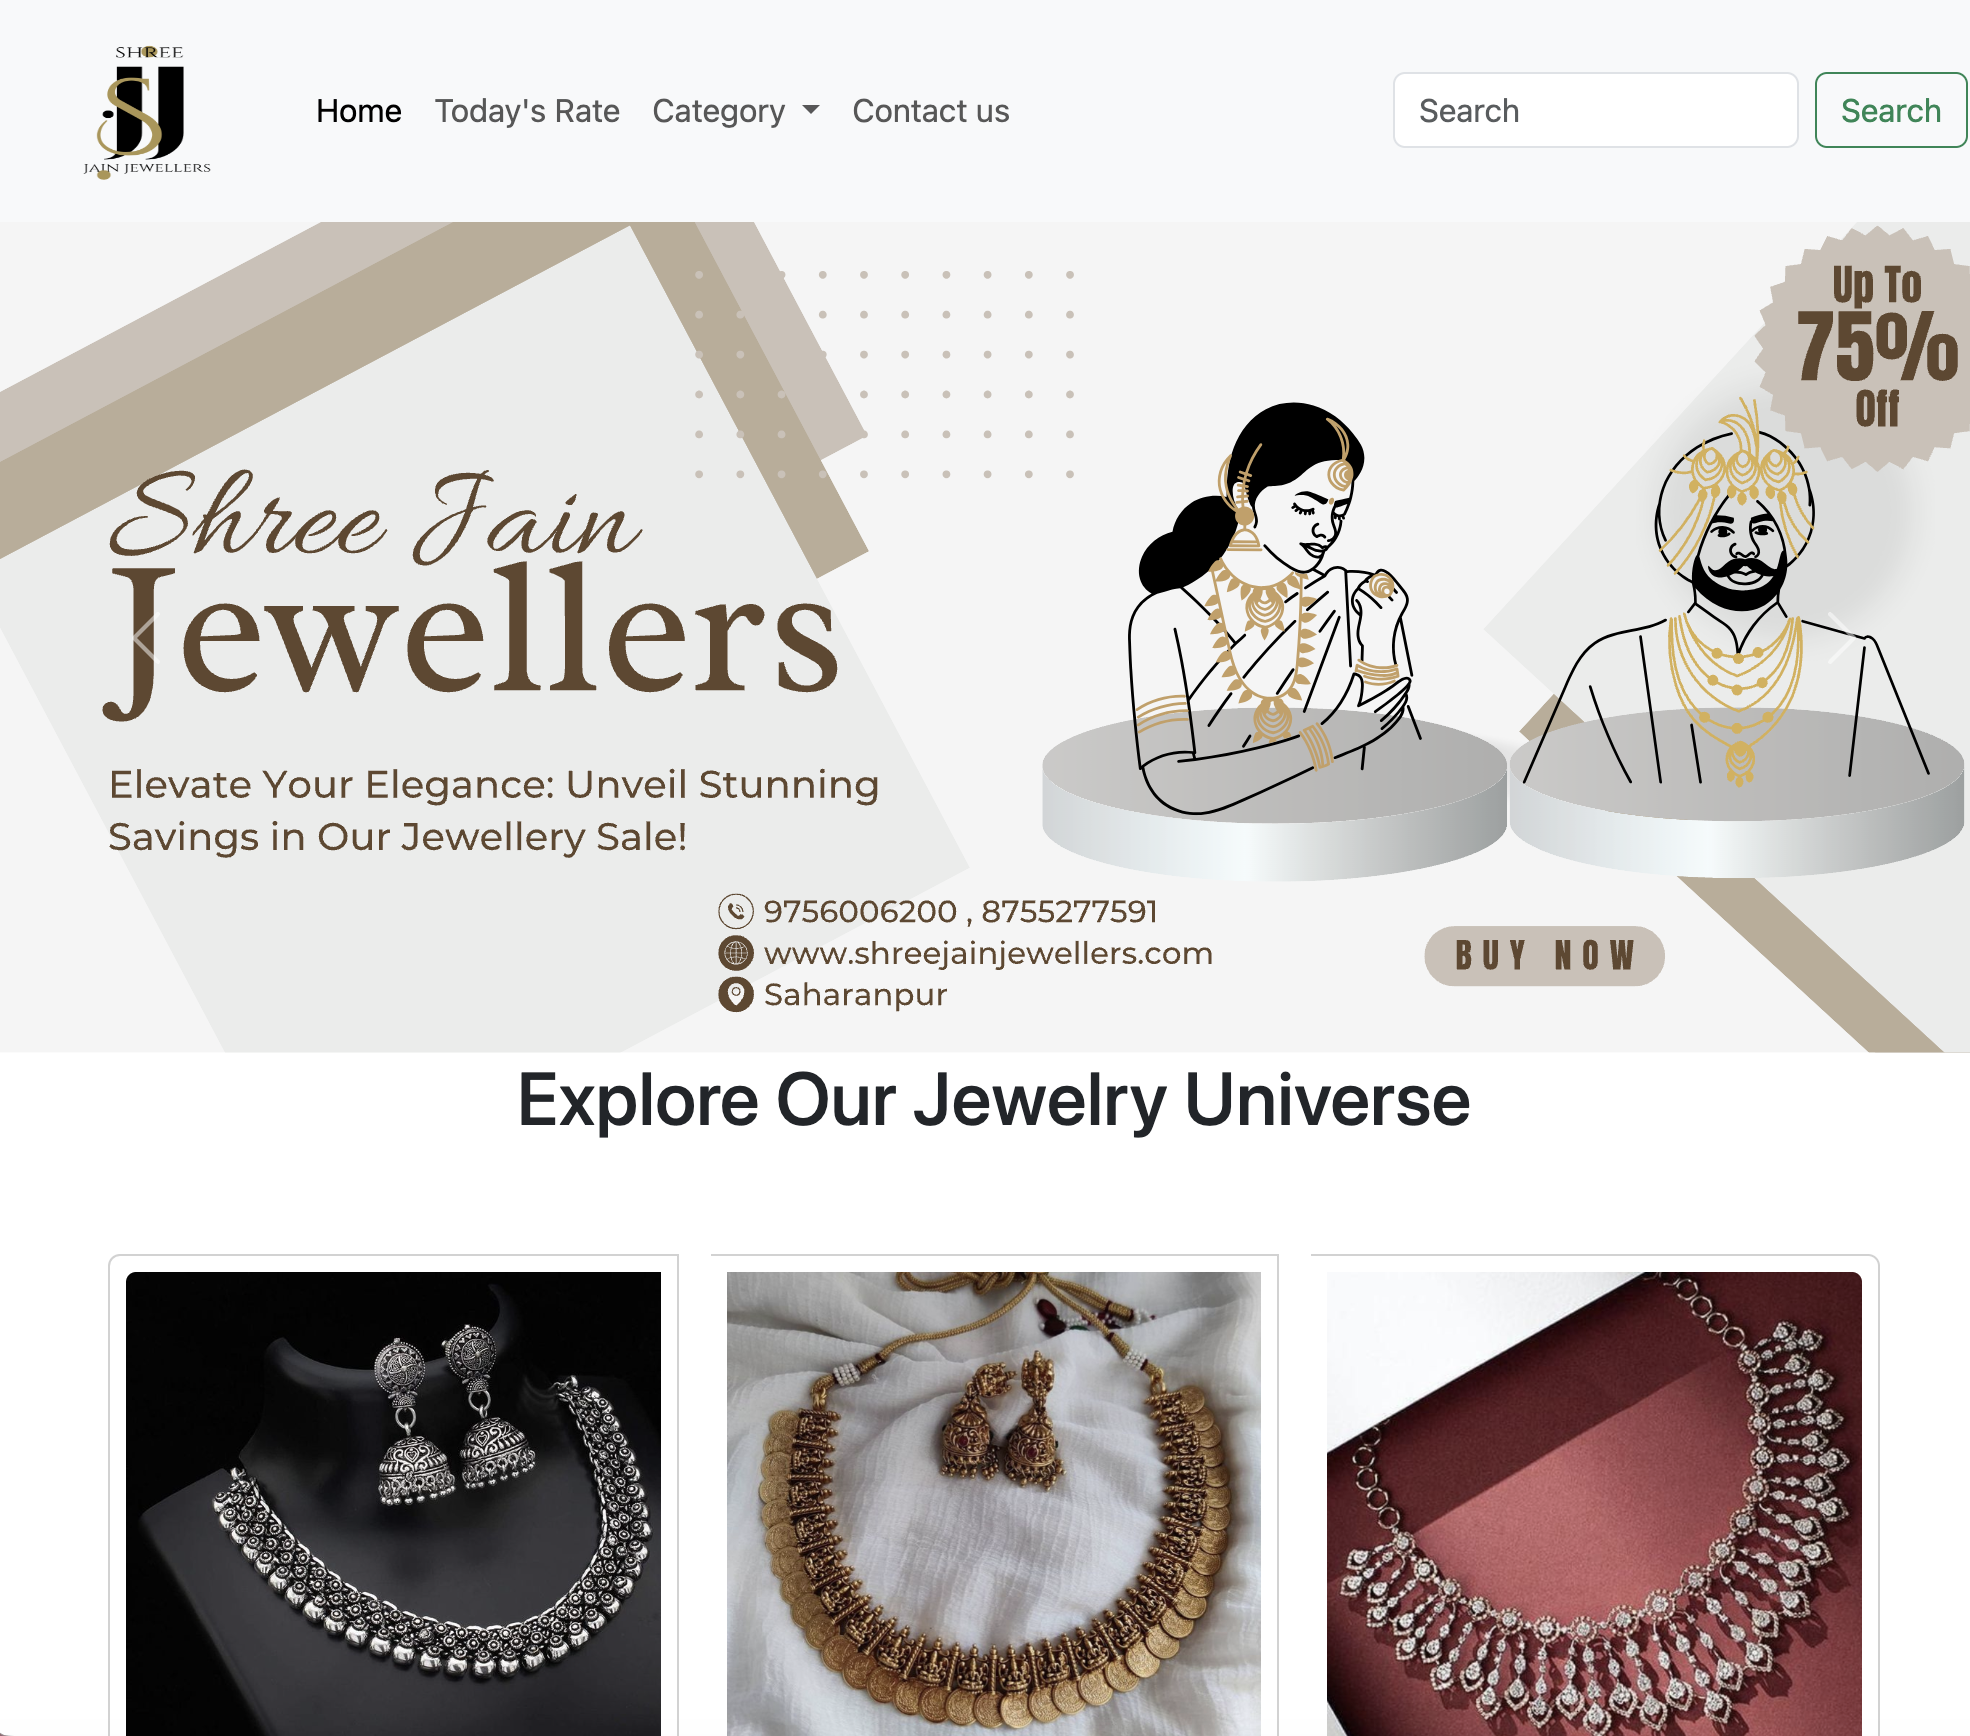 SHREE
SJJ
JAIN JEWELLERS
Home
Today's Rate
Category
Contact us
Search
Search
Up To
75%
Off
Shree Jain
Jewellers
Elevate Your Elegance: Unveil Stunning
Savings in Our Jewellery Sale!
9756006200 , 8755277591
www.shreejainjewellers.com
Saharanpur
BUY NOW
Explore Our Jewelry Universe